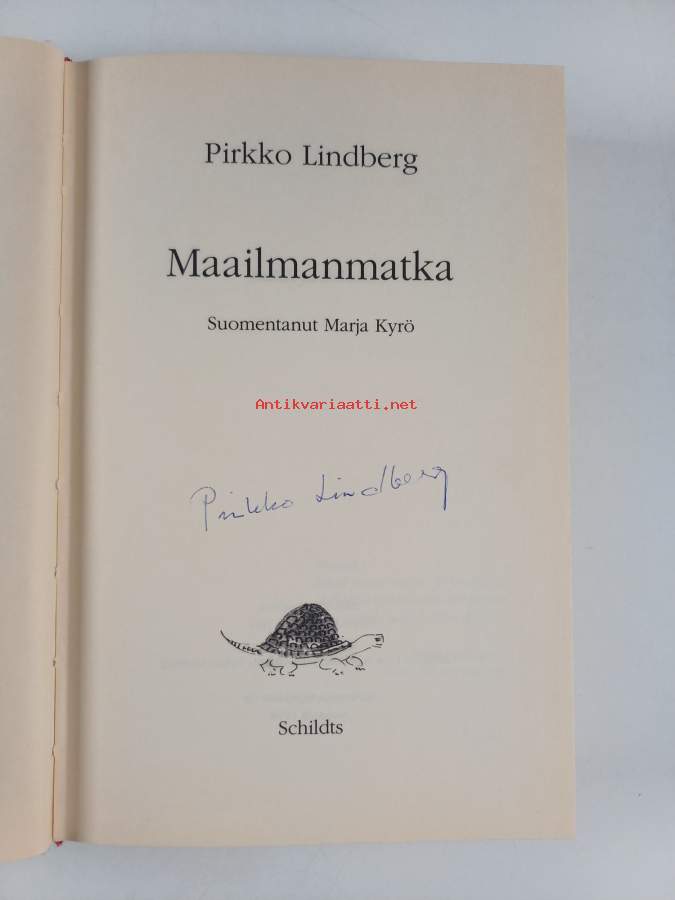 Pirkko Lindberg
Maailmanmatka
Suomentanut Marja Kyrö
Antikvariaatti.net
Pirkko Lindberg
Schildts